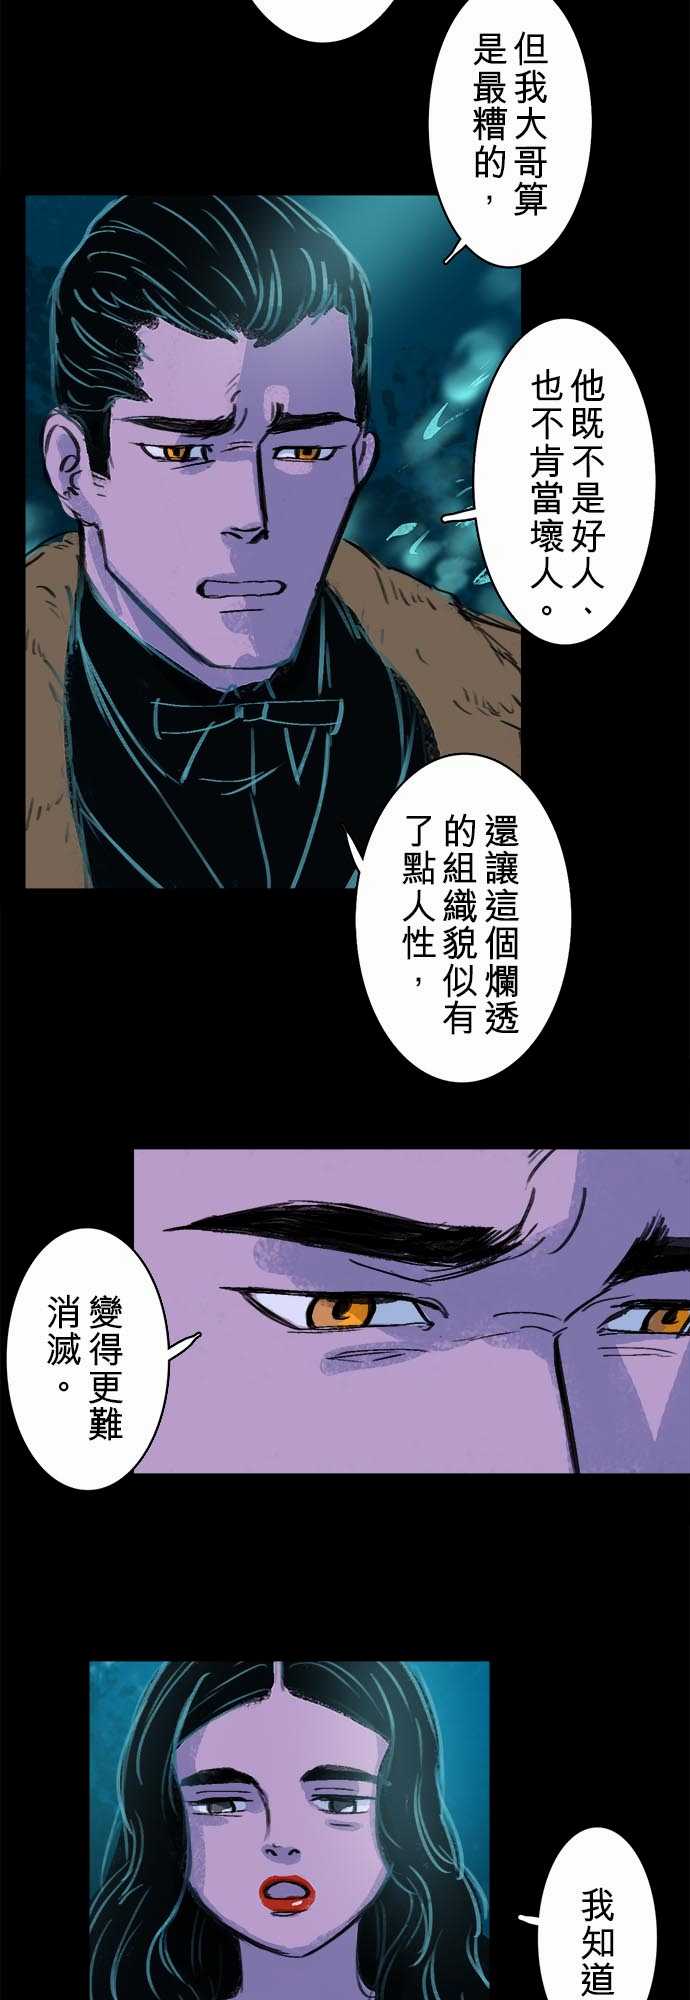 但我大哥算
是最糟的，
他既不是好人、
也不肯當壞人。
還讓這個爛透
的組織貌似有
了點人性，
變得更難
消滅。
我知道